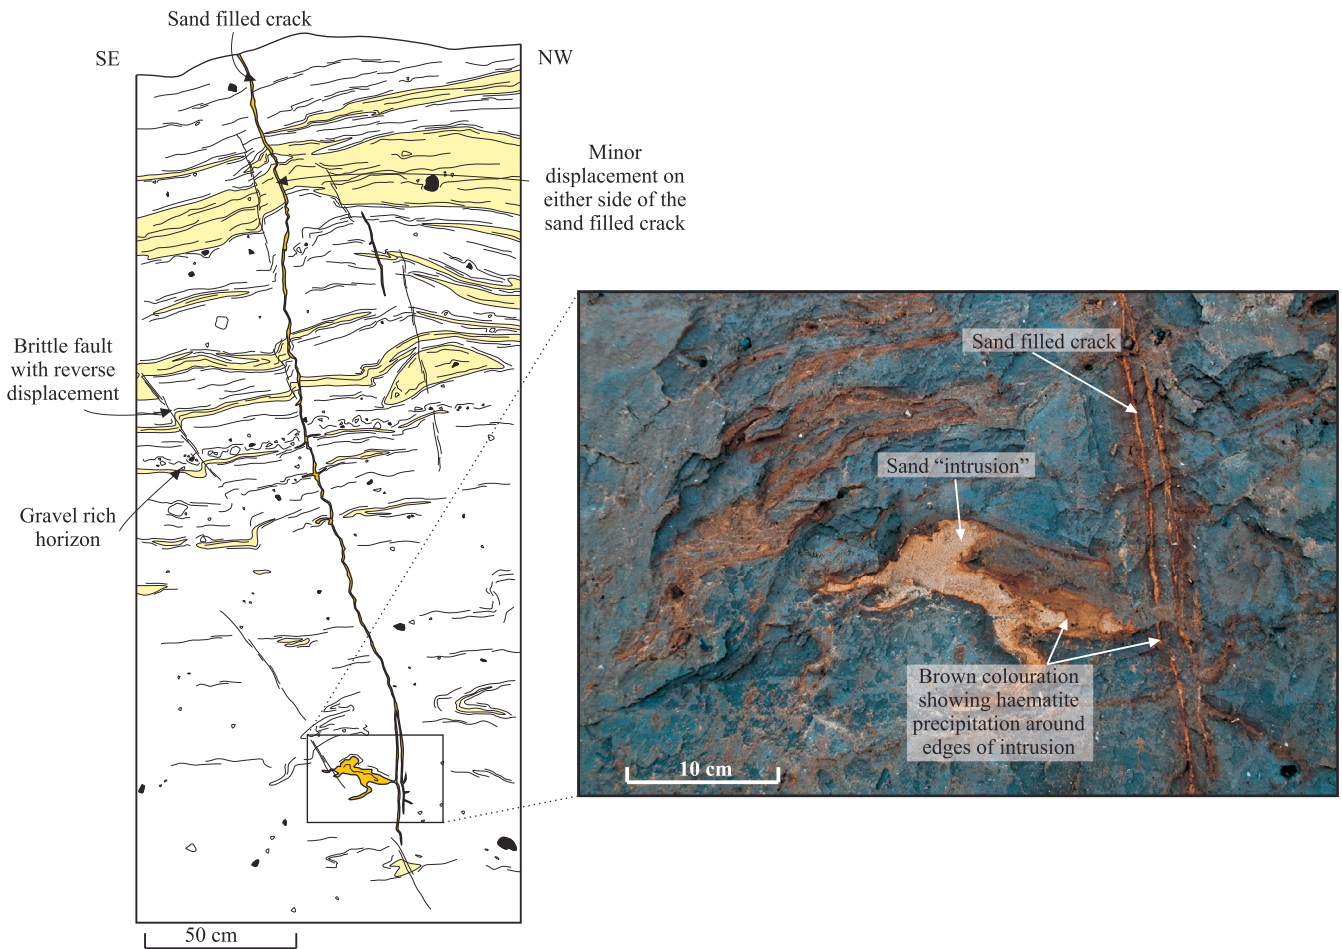 Sand filled crack
SE
NW
Minor
displacement on
either side of the
sand filled crack
Brittle fault
with reverse
displacement
Gravel rich
horizon
50 cm
Sand filled crack
Sand “intrusion”
Brown colouration
showing haematite
precipitation around
edges of intrusion
10 cm